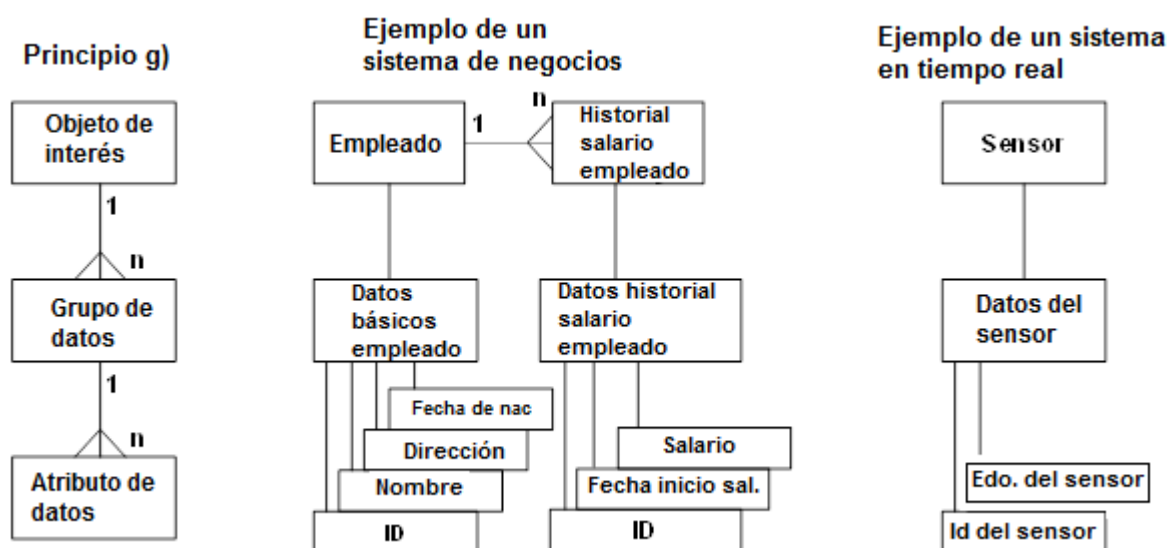 Principio g)
Objeto de
interés
1
n
Grupo de
datos
1
n
Atributo de
datos
Ejemplo de un
sistema de negocios
Empleado
1
n
Historial
salario
empleado
Datos
básicos
empleado
Fecha de nac
Dirección
Nombre
ID
Datos historial
salario
empleado
Salario
Fecha inicio sal.
ID
Ejemplo de un sistema
en tiempo real
Sensor
Datos del
sensor
Edo. del sensor
Id del sensor